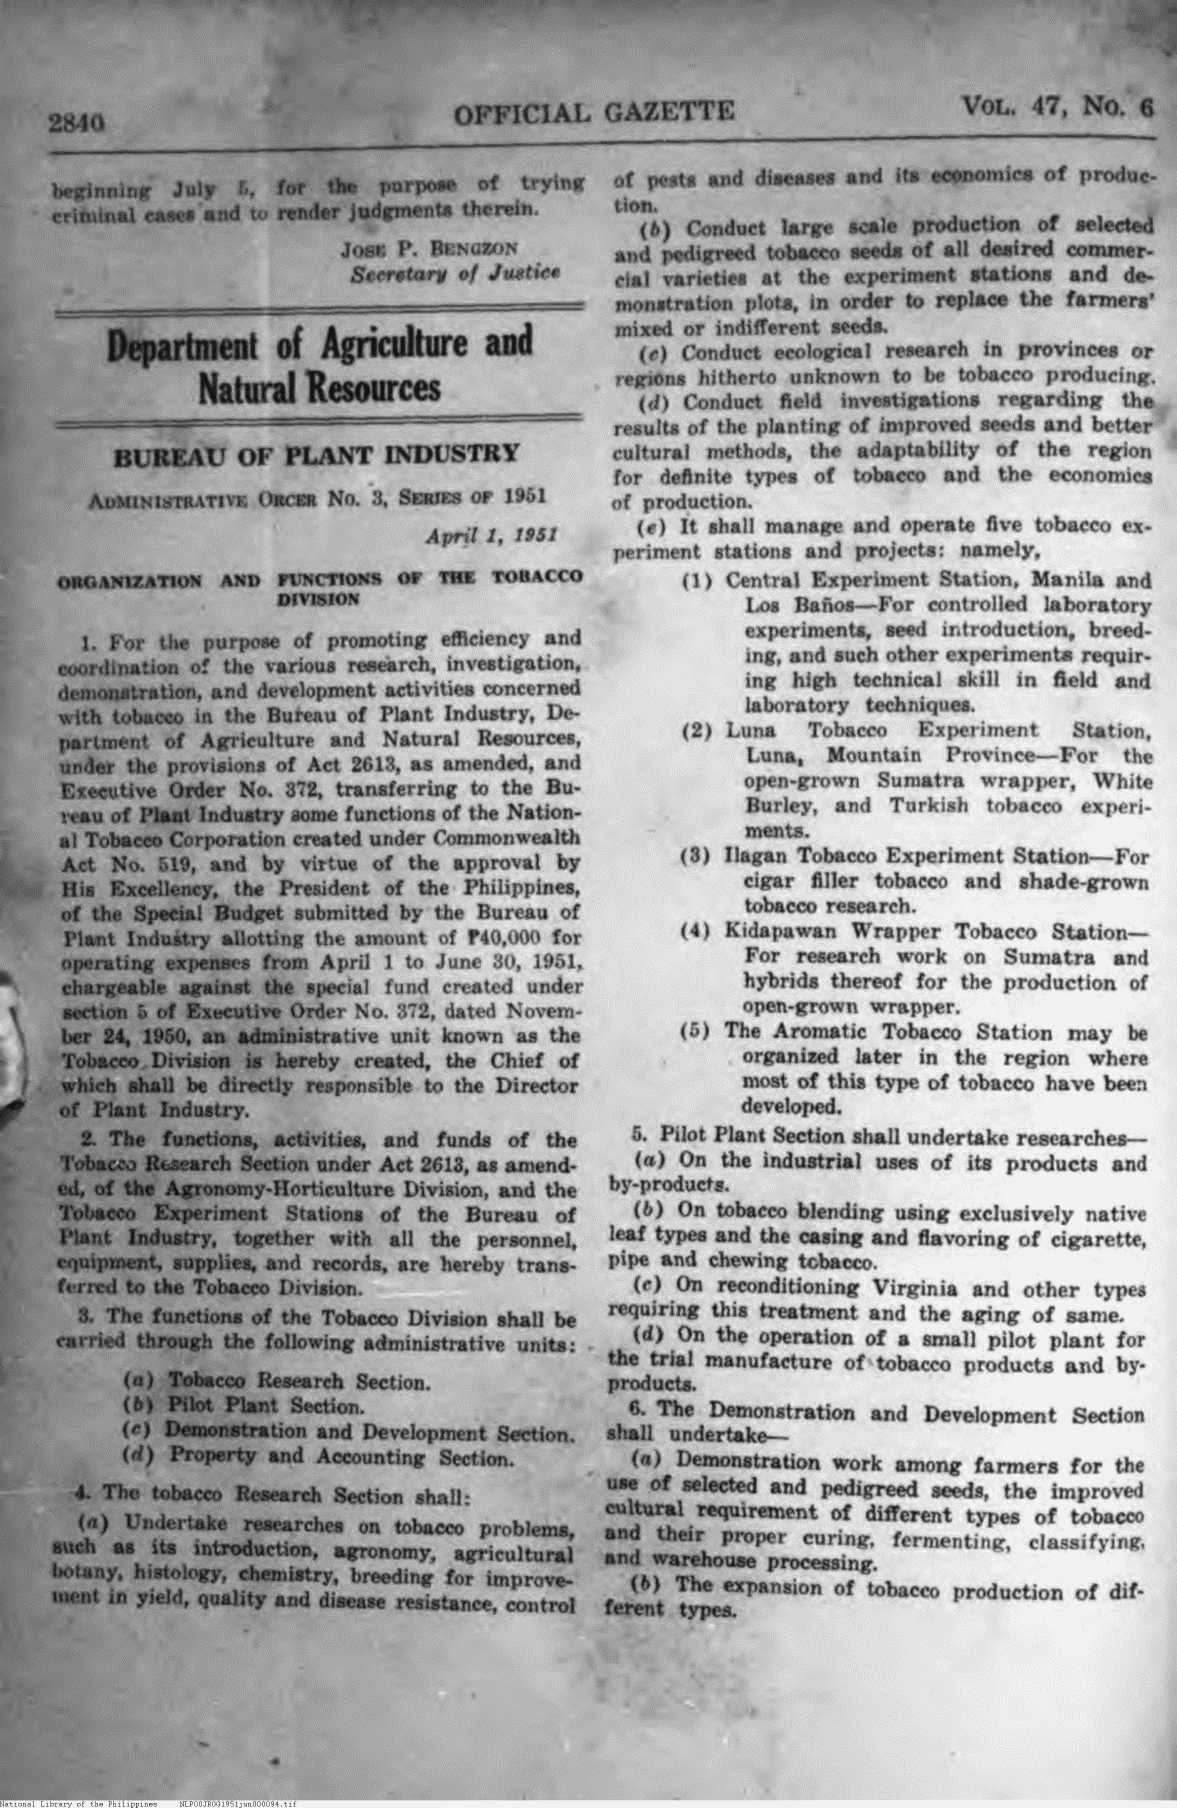 2840
OFFICIAL GAZETTE
VOL. 47, NO. 6
beginning July 5, for the purpose of trying
criminal cases and to render judgments therein.
JOSE P. BENGZON
Secretary of Justice
Department of Agriculture and
Natural Resources
BUREAU OF PLANT INDUSTRY
ADMINISTRATIVE ORCER NO. 3, SERIES OF 1951
April 1, 1951
ORGANIZATION AND FUNCTIONS OF THE TOBACCO
DIVISION
1. For the purpose of promoting efficiency and
coordination of the various research, investigation,
demonstration, and development activities concerned
with tobacco in the Bureau of Plant Industry, De-
partment of Agriculture and Natural Resources,
under the provisions of Act 2613, as amended, and
Executive Order No. 372, transferring to the Bu-
reau of Plant Industry some functions of the Nation-
al Tobacco Corporation created under Commonwealth
Act No. 519, and by virtue of the approval by
His Excellency, the President of the Philippines,
of the Special Budget submitted by the Bureau of
Plant Industry allotting the amount of ₱40,000 for
operating expenses from April 1 to June 30, 1951,
chargeable against the special fund created under
section 5 of Executive Order No. 372, dated Novem-
ber 24, 1950, an administrative unit known as the
Tobacco Division is hereby created, the Chief of
which shall be directly responsible to the Director
of Plant Industry.
2. The functions, activities, and funds of the
Tobacco Research Section under Act 2613, as amend-
ed, of the Agronomy-Horticulture Division, and the
Tobacco Experiment Stations of the Bureau of
Plant Industry, together with all the personnel,
equipment, supplies, and records, are hereby trans-
ferred to the Tobacco Division.
3. The functions of the Tobacco Division shall be
carried through the following administrative units:
(a) Tobacco Research Section.
(b) Pilot Plant Section.
(c) Demonstration and Development Section.
(d) Property and Accounting Section.
4. The tobacco Research Section shall:
(a) Undertake researches on tobacco problems,
such as its introduction, agronomy, agricultural
botany, histology, chemistry, breeding for improve-
ment in yield, quality and disease resistance, control
of pests and diseases and its economics of produc-
tion.
(b) Conduct large scale production of selected
and pedigreed tobacco seeds of all desired commer-
cial varieties at the experiment stations and de-
monstration plots, in order to replace the farmers'
mixed or indifferent seeds.
(c) Conduct ecological research in provinces or
regions hitherto unknown to be tobacco producing.
(d) Conduct field investigations regarding the
results of the planting of improved seeds and better
cultural methods, the adaptability of the region
for definite types of tobacco and the economics
of production.
(e) It shall manage and operate five tobacco ex-
periment stations and projects: namely,
(1) Central Experiment Station, Manila and
Los Baños—For controlled laboratory
experiments, seed introduction, breed-
ing, and such other experiments requir-
ing high technical skill in field and
laboratory techniques.
(2) Luna Tobacco Experiment Station,
Luna, Mountain Province—For the
open-grown Sumatra wrapper, White
Burley, and Turkish tobacco experi-
ments.
(3) Ilagan Tobacco Experiment Station—For
cigar filler tobacco and shade-grown
tobacco research.
(4) Kidapawan Wrapper Tobacco Station—
For research work on Sumatra and
hybrids thereof for the production of
open-grown wrapper.
(5) The Aromatic Tobacco Station may be
organized later in the region where
most of this type of tobacco have been
developed.
5. Pilot Plant Section shall undertake researches—
(a) On the industrial uses of its products and
by-products.
(b) On tobacco blending using exclusively native
leaf types and the casing and flavoring of cigarette,
pipe and chewing tobacco.
(c) On reconditioning Virginia and other types
requiring this treatment and the aging of same.
(d) On the operation of a small pilot plant for
the trial manufacture of tobacco products and by-
products.
6. The Demonstration and Development Section
shall undertake—
(a) Demonstration work among farmers for the
use of selected and pedigreed seeds, the improved
cultural requirement of different types of tobacco
and their proper curing, fermenting, classifying,
and warehouse processing.
(b) The expansion of tobacco production of dif-
ferent types.
National Library of the Philippines NLPO0JROG1951jun000094.tif